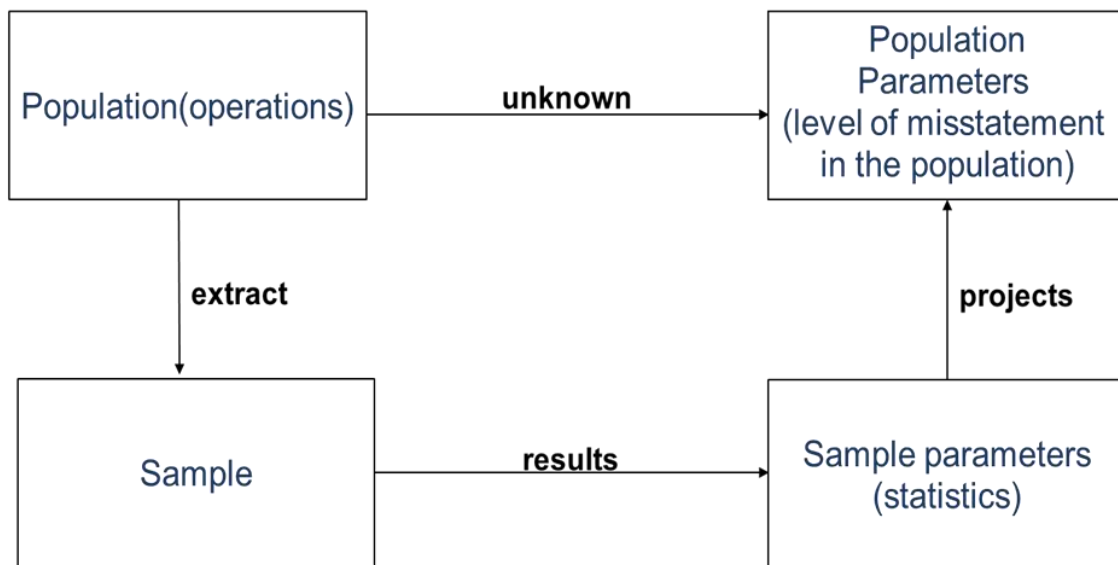 Population(operations)
unknown
Population
Parameters
(level of misstatement
in the population)
extract
projects
Sample
results
Sample parameters
(statistics)